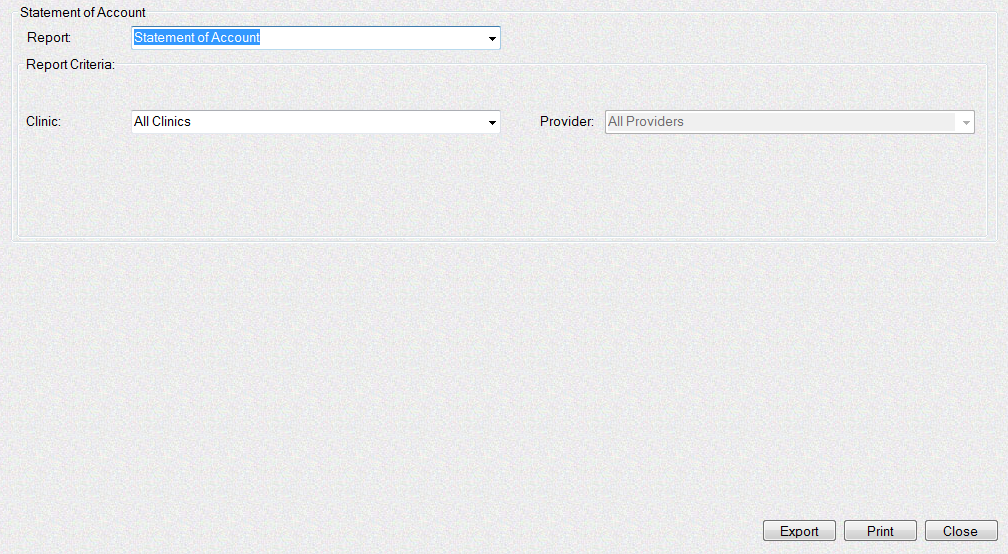 Statement of Account
Report: Statement of Account
Report Criteria:
Clinic: All Clinics Provider: All Providers
Export Print Close